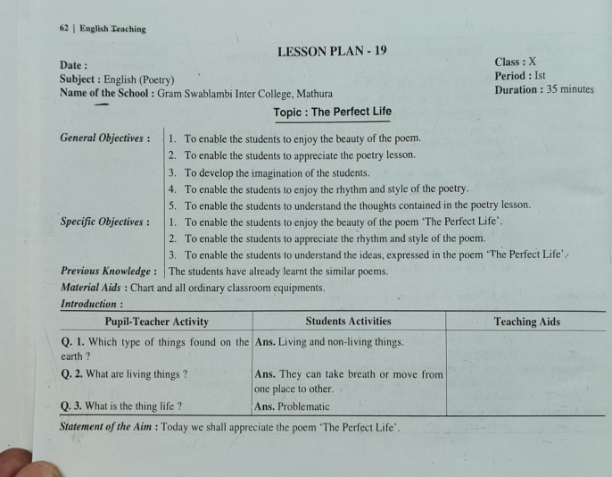 62 | English Teaching
LESSON PLAN - 19
Date :
Class : X
Subject : English (Poetry)
Period : Ist
Name of the School : Gram Swablambi Inter College, Mathura
Duration : 35 minutes
Topic : The Perfect Life
General Objectives :
1. To enable the students to enjoy the beauty of the poem.
2. To enable the students to appreciate the poetry lesson.
3. To develop the imagination of the students.
4. To enable the students to enjoy the rhythm and style of the poetry.
5. To enable the students to understand the thoughts contained in the poetry lesson.
Specific Objectives :
1. To enable the students to enjoy the beauty of the poem 'The Perfect Life'.
2. To enable the students to appreciate the rhythm and style of the poem.
3. To enable the students to understand the ideas, expressed in the poem 'The Perfect Life'.
Previous Knowledge : The students have already learnt the similar poems.
Material Aids : Chart and all ordinary classroom equipments.
Introduction :
Pupil-Teacher Activity
Students Activities
Teaching Aids
Q. 1. Which type of things found on the
earth ?
Ans. Living and non-living things.
Q. 2. What are living things ?
Ans. They can take breath or move from
one place to other.
Q. 3. What is the thing life ?
Ans. Problematic
Statement of the Aim : Today we shall appreciate the poem 'The Perfect Life'.